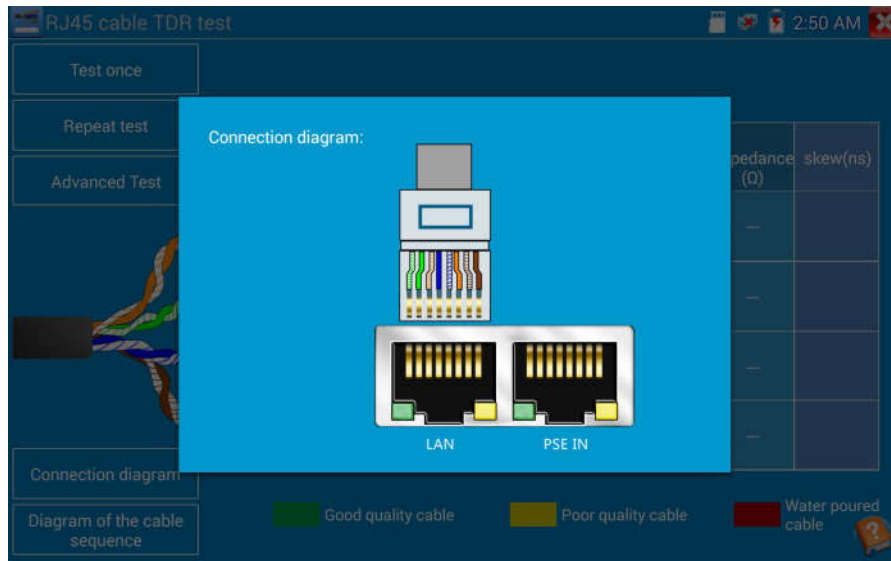 RJ45 cable TDR test
2:50 AM
Test once
Repeat test
Advanced Test
Connection diagram:
pedance
(Ω)
skew(ns)
—
—
—
—
LAN
PSE IN
Connection diagram
Diagram of the cable
sequence
Good quality cable
Poor quality cable
Water poured
cable
?